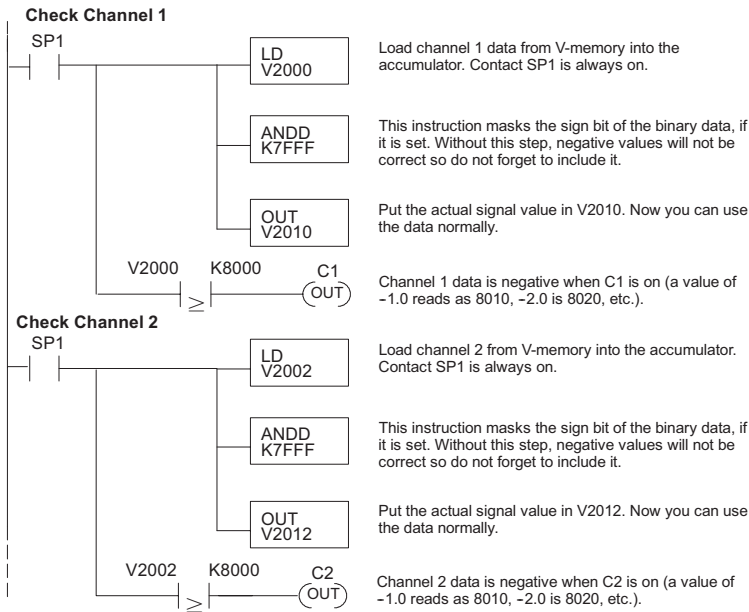 Check Channel 1
SP1
LD
V2000
Load channel 1 data from V-memory into the
accumulator. Contact SP1 is always on.
ANDD
K7FFF
This instruction masks the sign bit of the binary data, if
it is set. Without this step, negative values will not be
correct so do not forget to include it.
OUT
V2010
Put the actual signal value in V2010. Now you can use
the data normally.
V2000 K8000 C1
≥ OUT
Channel 1 data is negative when C1 is on (a value of
--1.0 reads as 8010, --2.0 is 8020, etc.).
Check Channel 2
SP1
LD
V2002
Load channel 2 from V-memory into the accumulator.
Contact SP1 is always on.
ANDD
K7FFF
This instruction masks the sign bit of the binary data, if
it is set. Without this step, negative values will not be
correct so do not forget to include it.
OUT
V2012
Put the actual signal value in V2012. Now you can use
the data normally.
V2002 K8000 C2
≥ OUT
Channel 2 data is negative when C2 is on (a value of
--1.0 reads as 8010, --2.0 is 8020, etc.).